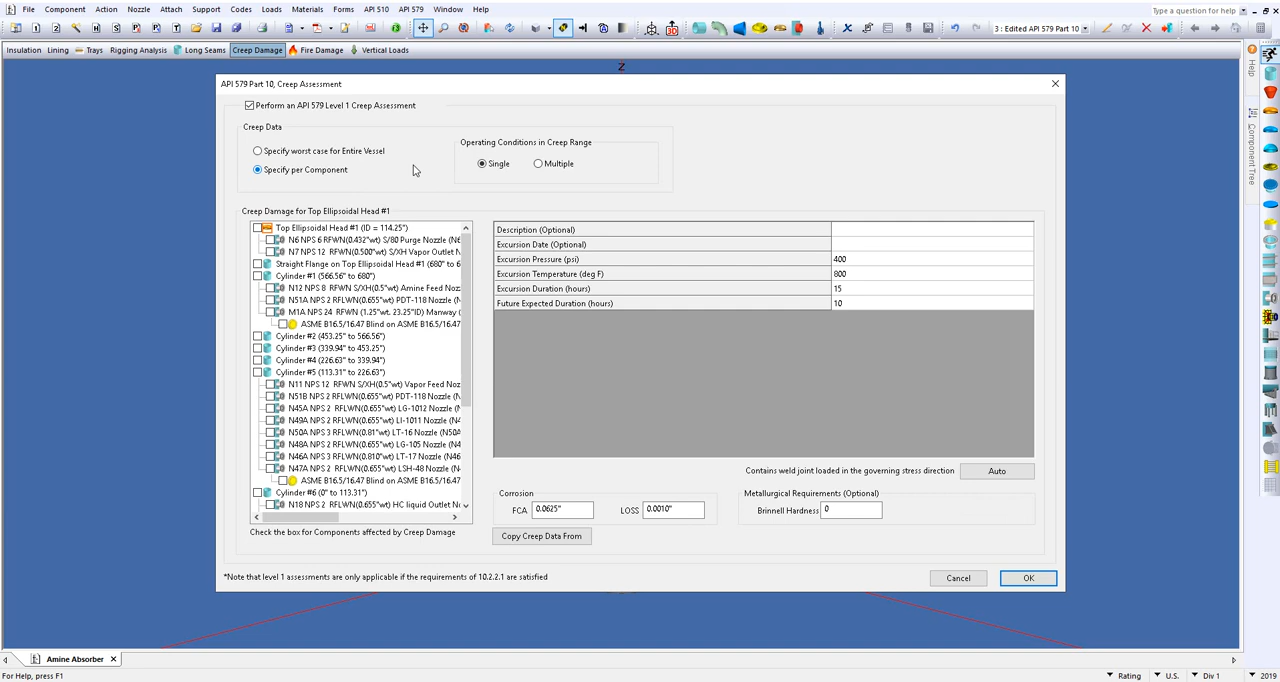 File Component Action Nozzle Attach Support Codes Loads Materials Forms API 510 API 579 Window Help
Type a question for help
3 : Edited API 579 Part 10
Insulation Lining Trays Rigging Analysis Long Seams Creep Damage Fire Damage Vertical Loads
Z
Help
Component Tree
API 579 Part 10, Creep Assessment
Perform an API 579 Level 1 Creep Assessment
Creep Data
Specify worst case for Entire Vessel
Specify per Component
Operating Conditions in Creep Range
Single Multiple
Creep Damage for Top Ellipsoidal Head #1
Top Ellipsoidal Head #1 (ID = 114.25")
N6 NPS 6 RFWN(0.432"wt) S/80 Purge Nozzle (N6
N7 NPS 12 RFWN(0.500"wt) S/XH Vapor Outlet N
Straight Flange on Top Ellipsoidal Head #1 (680" to 6
Cylinder #1 (566.56" to 680")
N12 NPS 8 RFWN S/XH(0.5"wt) Amine Feed Noz
N51A NPS 2 RFLWN(0.655"wt) PDT-118 Nozzle (N
M1A NPS 24 RFWN (1.25"wt. 23.25"ID) Manway (
ASME B16.5/16.47 Blind on ASME B16.5/16.47
Cylinder #2 (453.25" to 566.56")
Cylinder #3 (339.94" to 453.25")
Cylinder #4 (226.63" to 339.94")
Cylinder #5 (113.31" to 226.63")
N11 NPS 12 RFWN S/XH(0.5"wt) Vapor Feed Noz
N51B NPS 2 RFLWN(0.655"wt) PDT-118 Nozzle (N
N45A NPS 2 RFLWN(0.655"wt) LG-1012 Nozzle (N
N49A NPS 2 RFLWN(0.655"wt) LI-1011 Nozzle (N4
N50A NPS 3 RFLWN(0.81"wt) LT-16 Nozzle (N50A
N48A NPS 2 RFLWN(0.655"wt) LG-105 Nozzle (N4
N46A NPS 3 RFLWN(0.810"wt) LT-17 Nozzle (N46
N47A NPS 2 RFLWN(0.655"wt) LSH-48 Nozzle (N4
ASME B16.5/16.47 Blind on ASME B16.5/16.47
Cylinder #6 (0" to 113.31")
N18 NPS 2 RFLWN(0.655"wt) HC liquid Outlet No
Check the box for Components affected by Creep Damage
Description (Optional)
Excursion Date (Optional)
Excursion Pressure (psi) 400
Excursion Temperature (deg F) 800
Excursion Duration (hours) 15
Future Expected Duration (hours) 10
Contains weld joint loaded in the governing stress direction Auto
Corrosion
FCA 0.0625" LOSS 0.0010"
Metallurgical Requirements (Optional)
Brinnell Hardness 0
Copy Creep Data From
*Note that level 1 assessments are only applicable if the requirements of 10.2.2.1 are satisfied
Cancel OK
Amine Absorber
For Help, press F1
Rating U.S. Div 1 2019